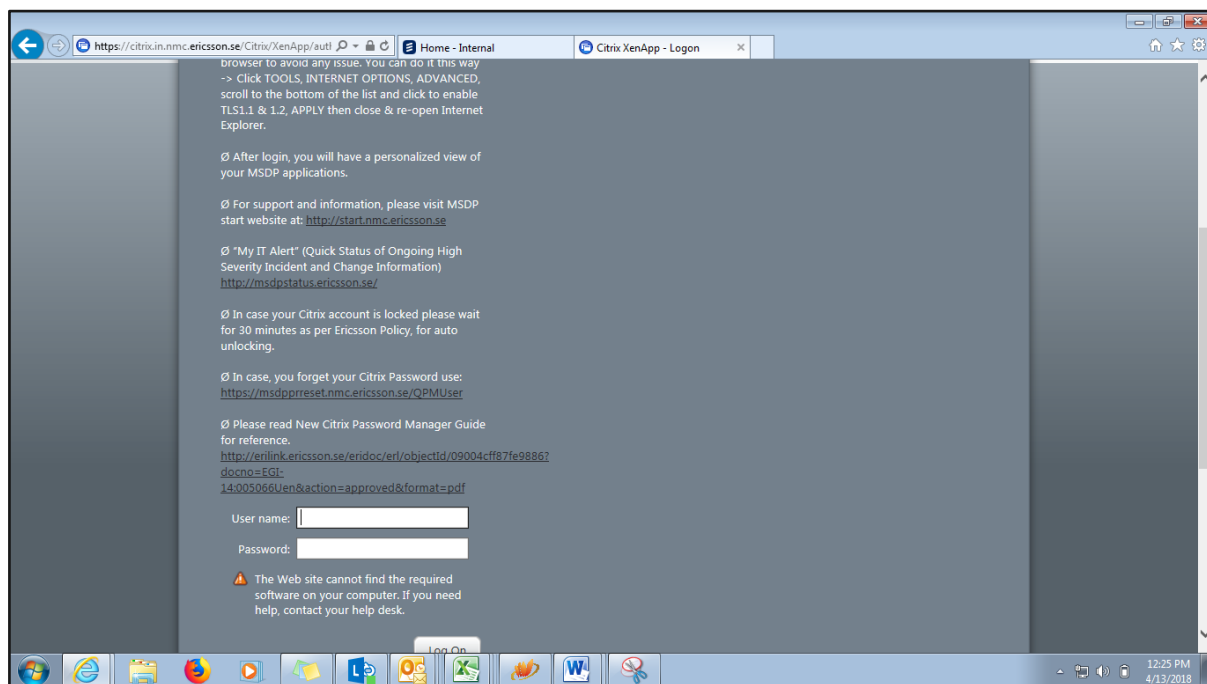 https://citrix.in.nmc.ericsson.se/Citrix/XenApp/autl
Home - Internal
Citrix XenApp - Logon
browser to avoid any issue. You can do it this way
-> Click TOOLS, INTERNET OPTIONS, ADVANCED,
scroll to the bottom of the list and click to enable
TLS1.1 & 1.2, APPLY then close & re-open Internet
Explorer.
Ø After login, you will have a personalized view of
your MSDP applications.
Ø For support and information, please visit MSDP
start website at: http://start.nmc.ericsson.se
Ø "My IT Alert" (Quick Status of Ongoing High
Severity Incident and Change Information)
http://msdpstatus.ericsson.se/
Ø In case your Citrix account is locked please wait
for 30 minutes as per Ericsson Policy, for auto
unlocking.
Ø In case, you forget your Citrix Password use:
https://msdpprreset.nmc.ericsson.se/QPMUser
Ø Please read New Citrix Password Manager Guide
for reference.
http://erilink.ericsson.se/eridoc/erl/objectId/09004cff87fe9886?
docno=EGI-
14:005066Uen&action=approved&format=pdf
User name:
Password:
The Web site cannot find the required
software on your computer. If you need
help, contact your help desk.
Log On
12:25 PM
4/13/2018